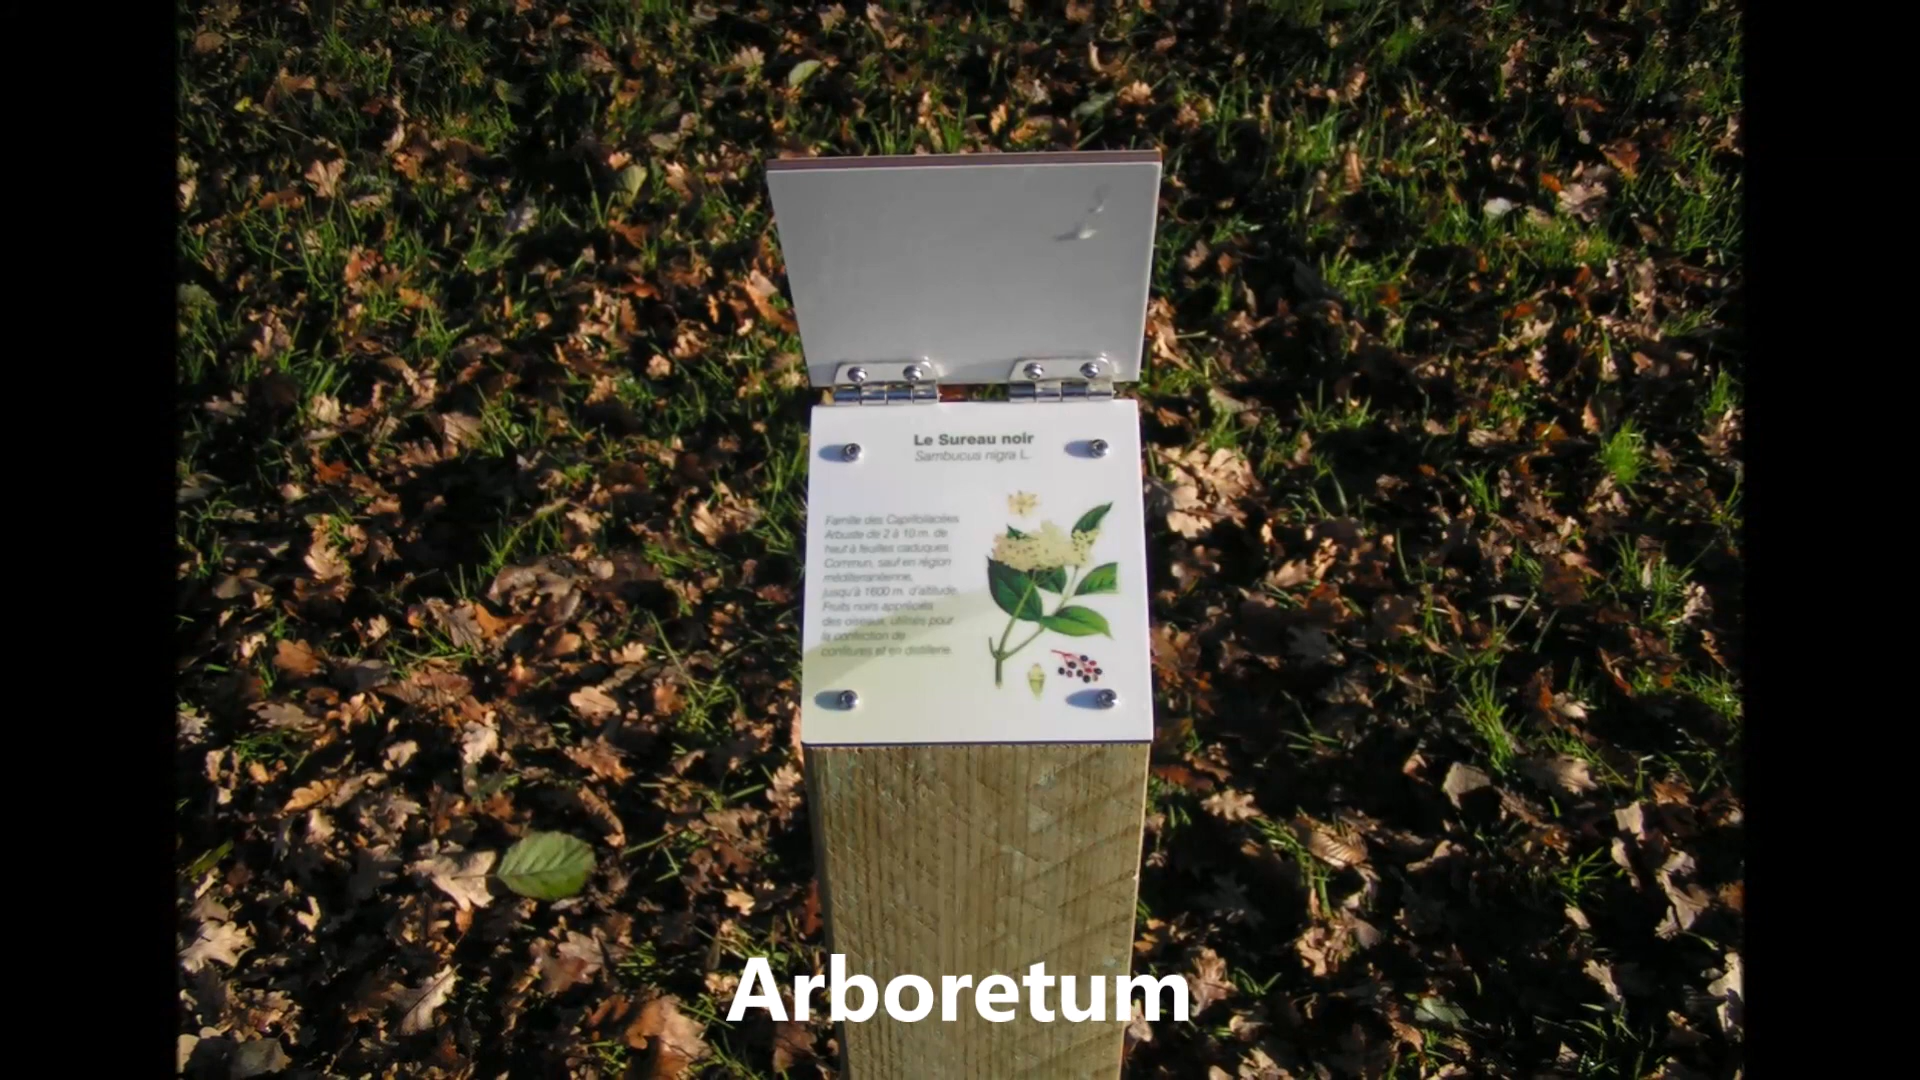 Le Sureau noir
Sambucus nigra L.
Famille des Caprifoliacées
Arbuste de 2 à 10 m. de
haut à feuilles caduques
Commun, sauf en région
méditerranéenne,
jusqu'à 1600 m. d'altitude.
Fruits noirs appréciés
des oiseaux, utilisés pour
la confection de
confitures et en distillerie.
Arboretum